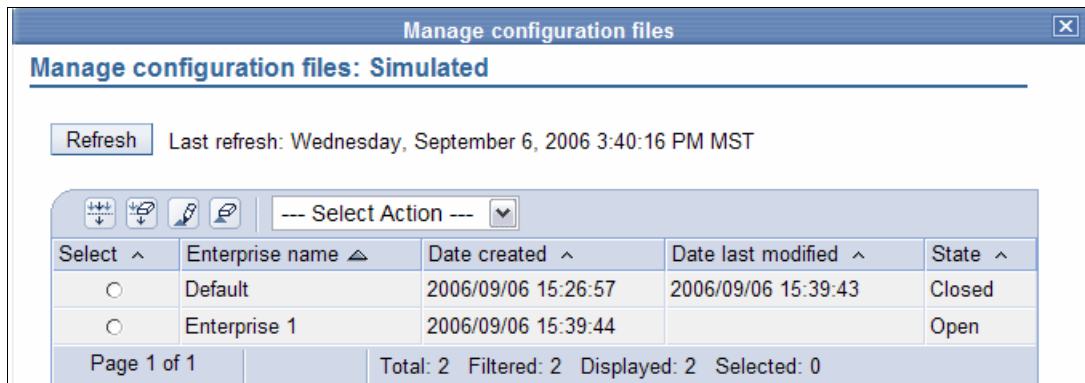 Manage configuration files
Manage configuration files: Simulated
Refresh Last refresh: Wednesday, September 6, 2006 3:40:16 PM MST
--- Select Action ---
Select Enterprise name Date created Date last modified State
Default 2006/09/06 15:26:57 2006/09/06 15:39:43 Closed
Enterprise 1 2006/09/06 15:39:44 Open
Page 1 of 1 Total: 2 Filtered: 2 Displayed: 2 Selected: 0